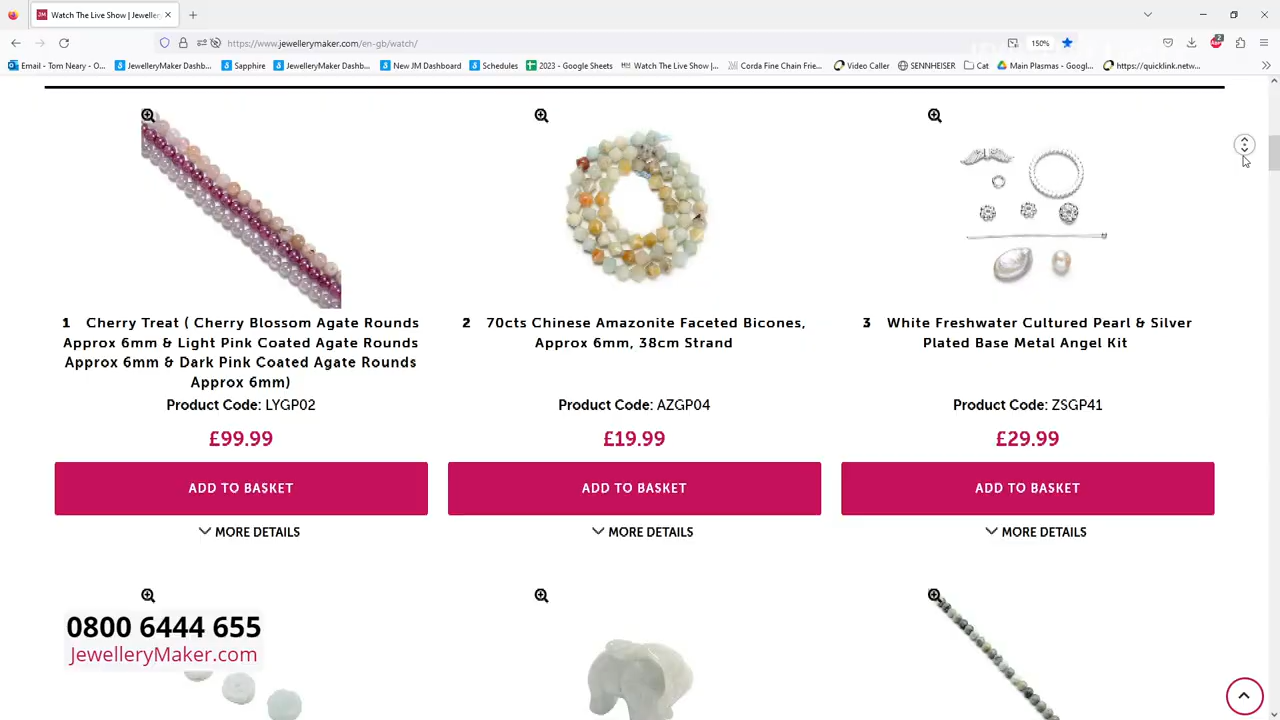 Watch The Live Show | Jeweller
https://www.jewellerymaker.com/en-gb/watch/
150%
2
Email - Tom Neary - O...
JewelleryMaker Dashb...
Sapphire
JewelleryMaker Dashb...
New JM Dashboard
Schedules
2023 - Google Sheets
Watch The Live Show |...
Corda Fine Chain Frie...
Video Caller
SENNHEISER
Cat
Main Plasmas - Googl...
https://quicklink.netw...
1 Cherry Treat ( Cherry Blossom Agate Rounds
Approx 6mm & Light Pink Coated Agate Rounds
Approx 6mm & Dark Pink Coated Agate Rounds
Approx 6mm)
Product Code: LYGP02
£99.99
ADD TO BASKET
MORE DETAILS
2 70cts Chinese Amazonite Faceted Bicones,
Approx 6mm, 38cm Strand
Product Code: AZGP04
£19.99
ADD TO BASKET
MORE DETAILS
3 White Freshwater Cultured Pearl & Silver
Plated Base Metal Angel Kit
Product Code: ZSGP41
£29.99
ADD TO BASKET
MORE DETAILS
0800 6444 655
JewelleryMaker.com